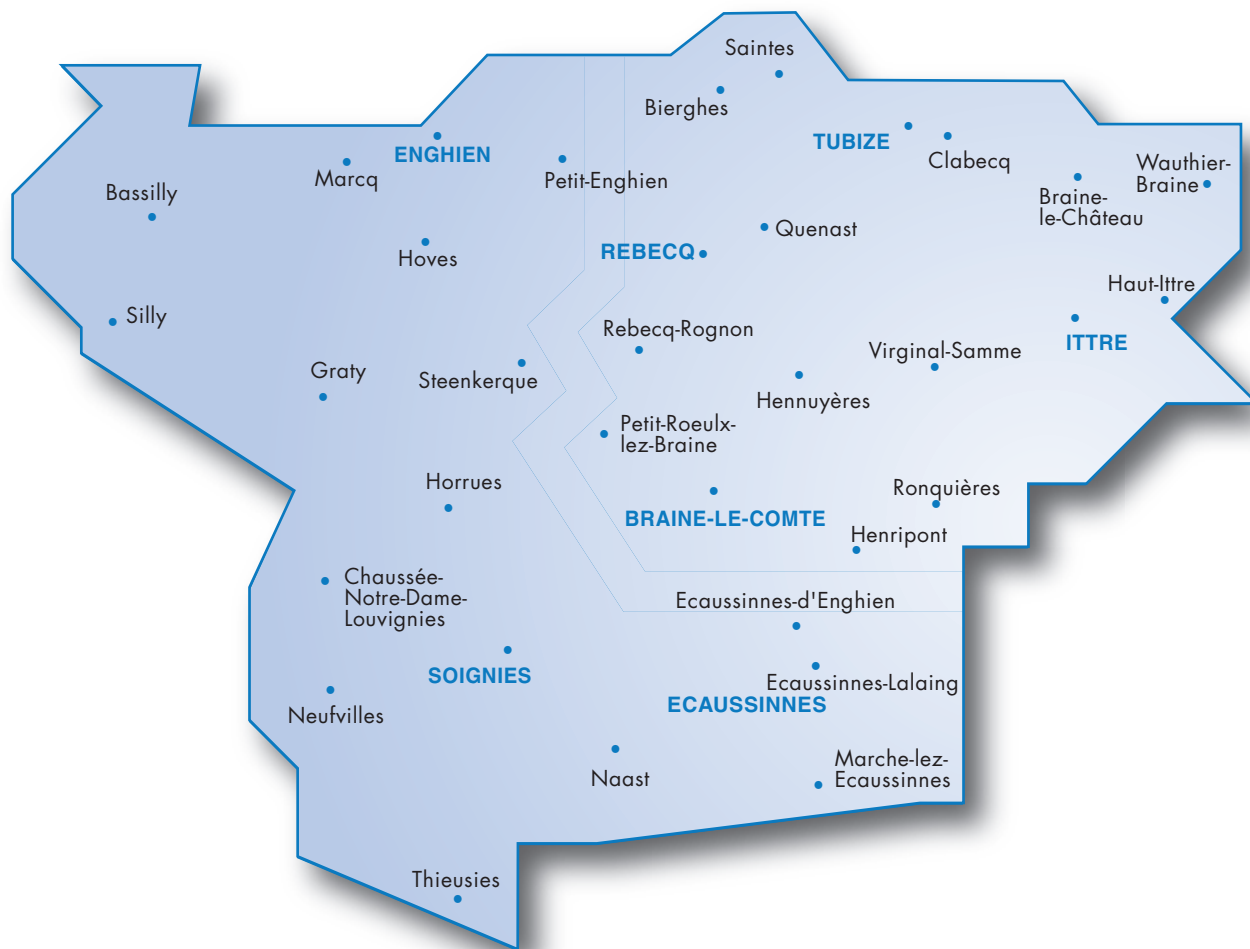 Saintes
Bierghes
TUBIZE
Clabecq
ENGHIEN
Marcq
Petit-Enghien
Wauthier-
Braine
Braine-
le-Château
Bassilly
Quenast
REBECQ
Hoves
Haut-Ittre
Silly
Rebecq-Rognon
ITTRE
Virginal-Samme
Graty
Steenkerque
Hennuyères
Petit-Roeulx-
lez-Braine
Horrues
Ronquières
BRAINE-LE-COMTE
Henripont
Chaussée-
Notre-Dame-
Louvignies
Ecaussinnes-d'Enghien
SOIGNIES
Ecaussinnes-Lalaing
ECAUSSINNES
Neufvilles
Naast
Marche-lez-
Ecaussinnes
Thieusies